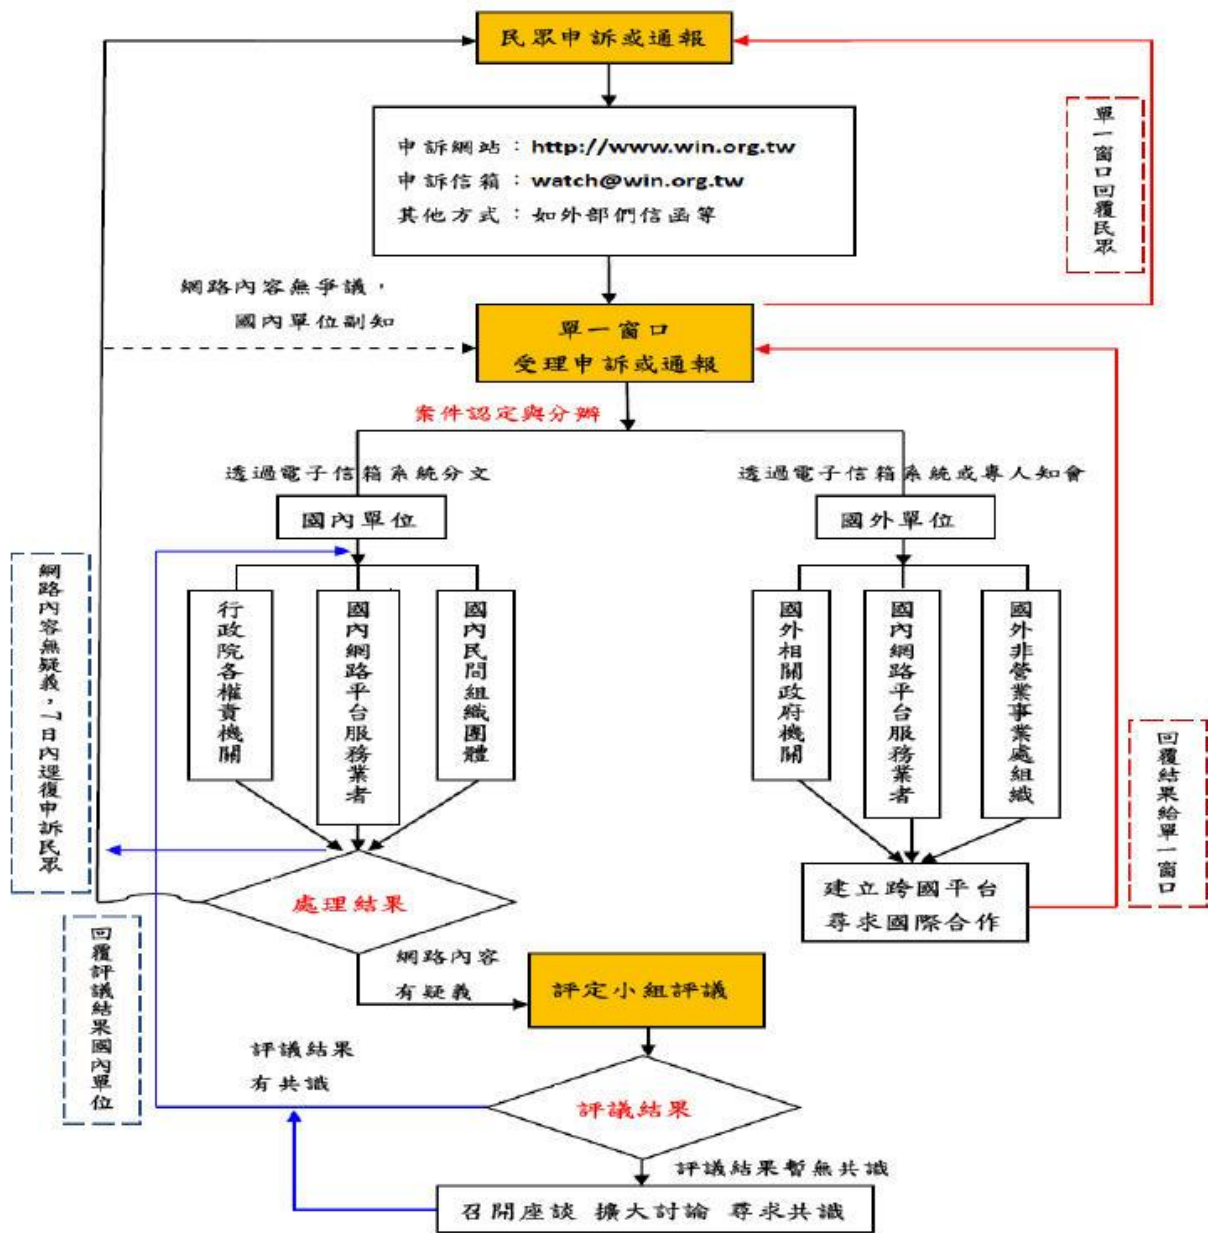 民眾申訴或通報
申訴網站：http://www.win.org.tw
申訴信箱：watch@win.org.tw
其他方式：如外部們信函等
單一窗口回覆民眾
網路內容無爭議，
國內單位副知
單一窗口
受理申訴或通報
案件認定與分辦
透過電子信箱系統分文
透過電子信箱系統或專人知會
國內單位
國外單位
網路內容無疑義，7日內逕復申訴民眾
行政院各權責機關
國內網路平台服務業者
國內民間組織團體
國外相關政府機關
國內網路平台服務業者
國外非營業事業處組織
回覆結果給單一窗口
處理結果
建立跨國平台
尋求國際合作
回覆評議結果國內單位
網路內容
有疑義
評定小組評議
評議結果
有共識
評議結果
評議結果暫無共識
召開座談 擴大討論 尋求共識